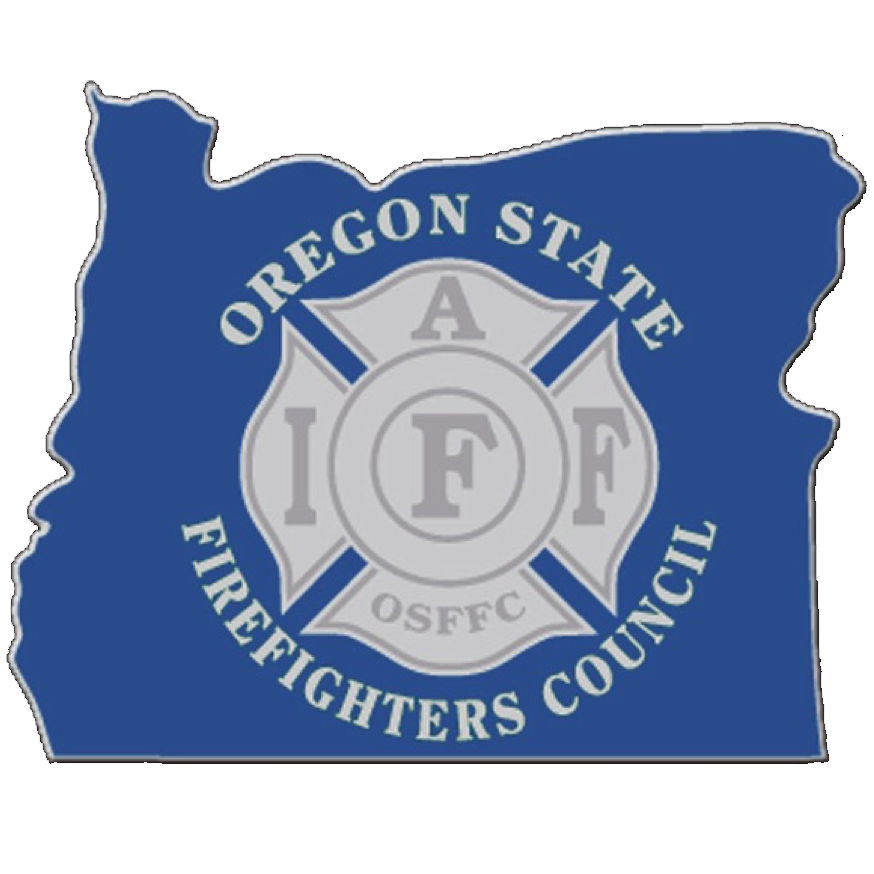 OREGON STATE
A
I F F
OSFFC
FIREFIGHTERS COUNCIL